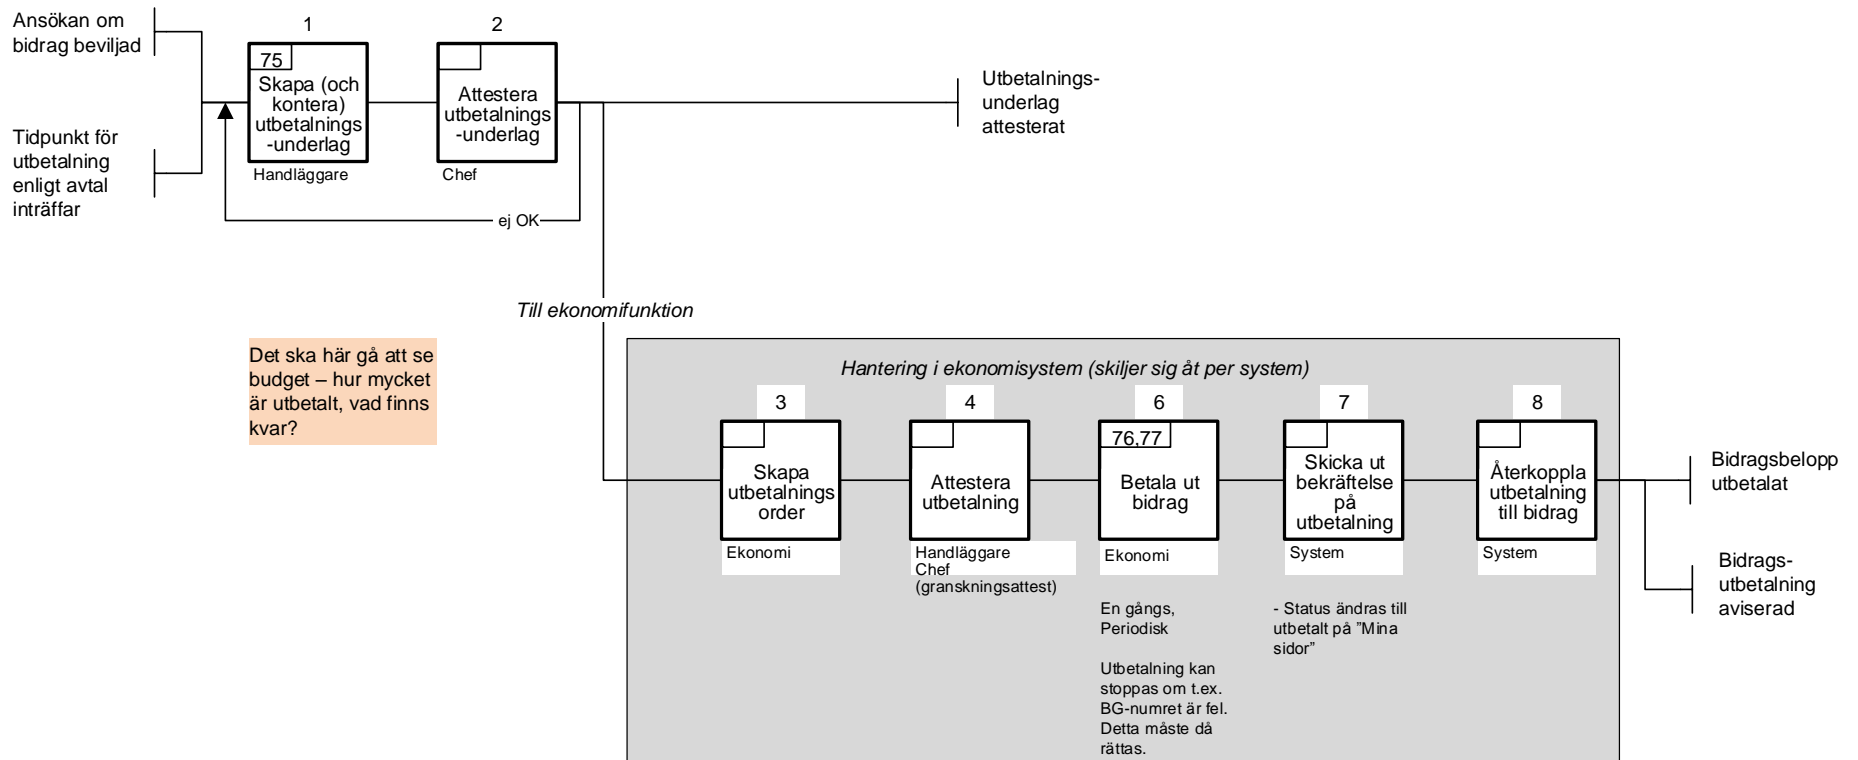 Ansökan om
bidrag beviljad
Tidpunkt för
utbetalning
enligt avtal
inträffar
1
75
Skapa (och
kontera)
utbetalnings
-underlag
Handläggare
2
Attestera
utbetalnings
-underlag
Chef
ej OK
Utbetalnings-
underlag
attesterat
Till ekonomifunktion
Det ska här gå att se
budget – hur mycket
är utbetalt, vad finns
kvar?
Hantering i ekonomisystem (skiljer sig åt per system)
3
Skapa
utbetalnings
order
Ekonomi
4
Attestera
utbetalning
Handläggare
Chef
(granskningsattest)
6
76,77
Betala ut
bidrag
Ekonomi
En gångs,
Periodisk
Utbetalning kan
stoppas om t.ex.
BG-numret är fel.
Detta måste då
rättas.
7
Skicka ut
bekräftelse
på
utbetalning
System
- Status ändras till
utbetalt på ”Mina
sidor”
8
Återkoppla
utbetalning
till bidrag
System
Bidragsbelopp
utbetalat
Bidrags-
utbetalning
aviserad